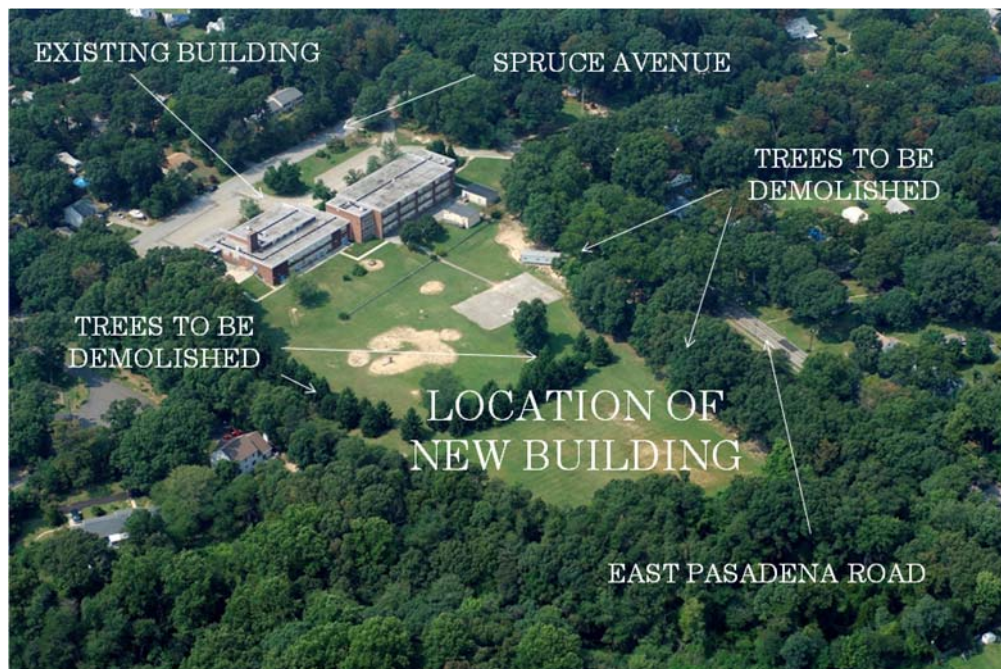 EXISTING BUILDING
SPRUCE AVENUE
TREES TO BE
DEMOLISHED
TREES TO BE
DEMOLISHED
LOCATION OF
NEW BUILDING
EAST PASADENA ROAD